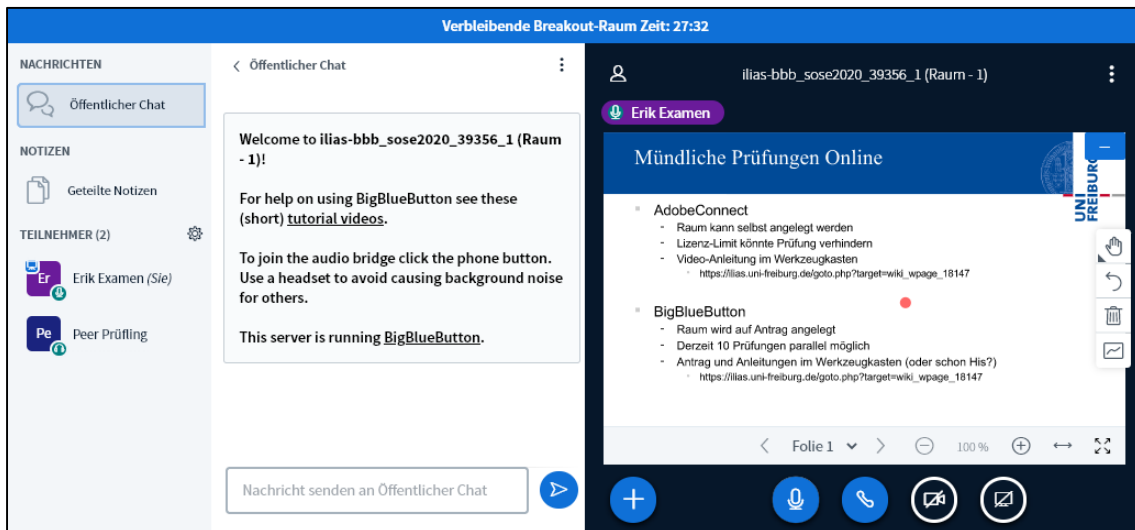 Verbleibende Breakout-Raum Zeit: 27:32
NACHRICHTEN
Öffentlicher Chat
NOTIZEN
Geteilte Notizen
TEILNEHMER (2)
Er
Erik Examen (Sie)
Pe
Peer Prüfling
Öffentlicher Chat
Welcome to ilias-bbb_sose2020_39356_1 (Raum
- 1)!
For help on using BigBlueButton see these
(short) tutorial videos.
To join the audio bridge click the phone button.
Use a headset to avoid causing background noise
for others.
This server is running BigBlueButton.
Nachricht senden an Öffentlicher Chat
ilias-bbb_sose2020_39356_1 (Raum - 1)
Erik Examen
Mündliche Prüfungen Online
UNI
FREIBURG
AdobeConnect
- Raum kann selbst angelegt werden
- Lizenz-Limit könnte Prüfung verhindern
- Video-Anleitung im Werkzeugkasten
https://ilias.uni-freiburg.de/goto.php?target=wiki_wpage_18147
BigBlueButton
- Raum wird auf Antrag angelegt
- Derzeit 10 Prüfungen parallel möglich
- Antrag und Anleitungen im Werkzeugkasten (oder schon His?)
https://ilias.uni-freiburg.de/goto.php?target=wiki_wpage_18147
Folie 1
100 %